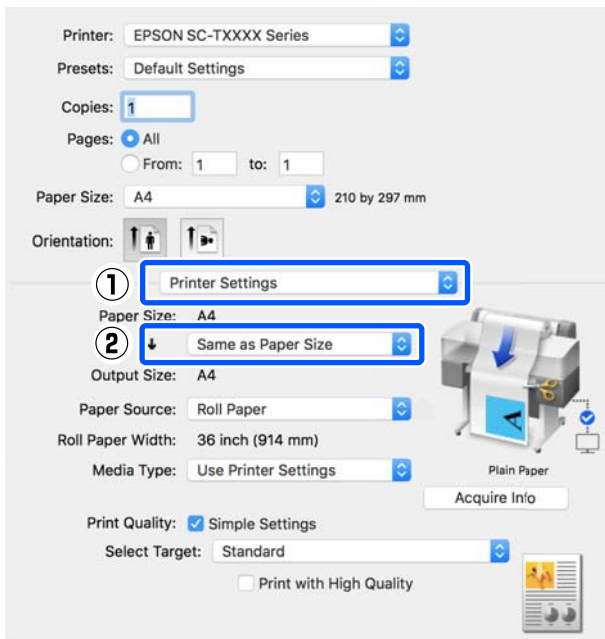 Printer: EPSON SC-TXXXX Series
Presets: Default Settings
Copies: 1
Pages: All
From: 1 to: 1
Paper Size: A4 210 by 297 mm
Orientation:
1 Printer Settings
Paper Size: A4
2 Same as Paper Size
Output Size: A4
Paper Source: Roll Paper
Roll Paper Width: 36 inch (914 mm)
Media Type: Use Printer Settings
Plain Paper
Acquire Info
Print Quality: Simple Settings
Select Target: Standard
Print with High Quality